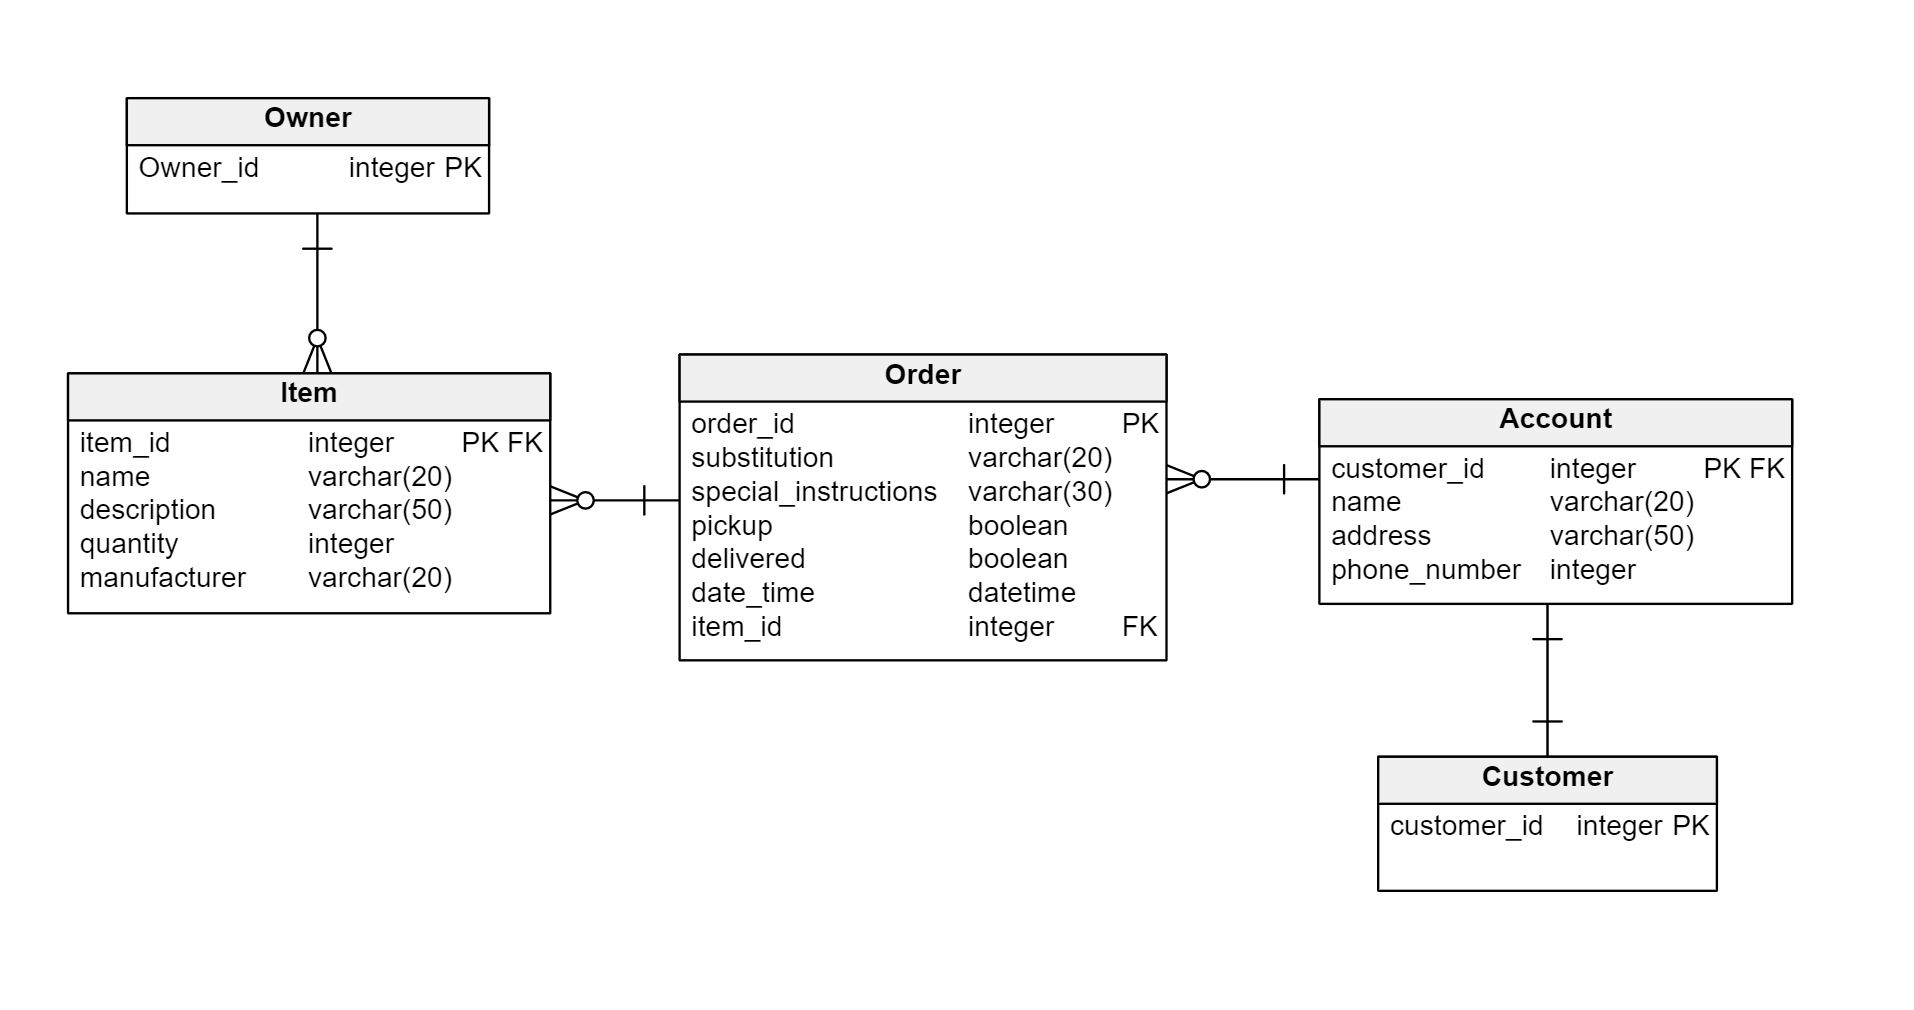 Owner
Owner_id integer PK
Item
item_id integer PK FK
name varchar(20)
description varchar(50)
quantity integer
manufacturer varchar(20)
Order
order_id integer PK
substitution varchar(20)
special_instructions varchar(30)
pickup boolean
delivered boolean
date_time datetime
item_id integer FK
Account
customer_id integer PK FK
name varchar(20)
address varchar(50)
phone_number integer
Customer
customer_id integer PK